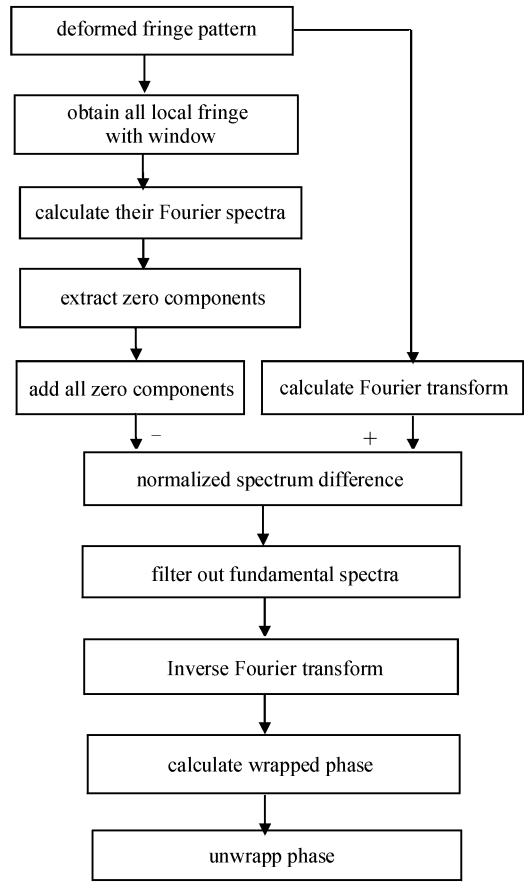 deformed fringe pattern
obtain all local fringe
with window
calculate their Fourier spectra
extract zero components
add all zero components
calculate Fourier transform
−
+
normalized spectrum difference
filter out fundamental spectra
Inverse Fourier transform
calculate wrapped phase
unwrapp phase